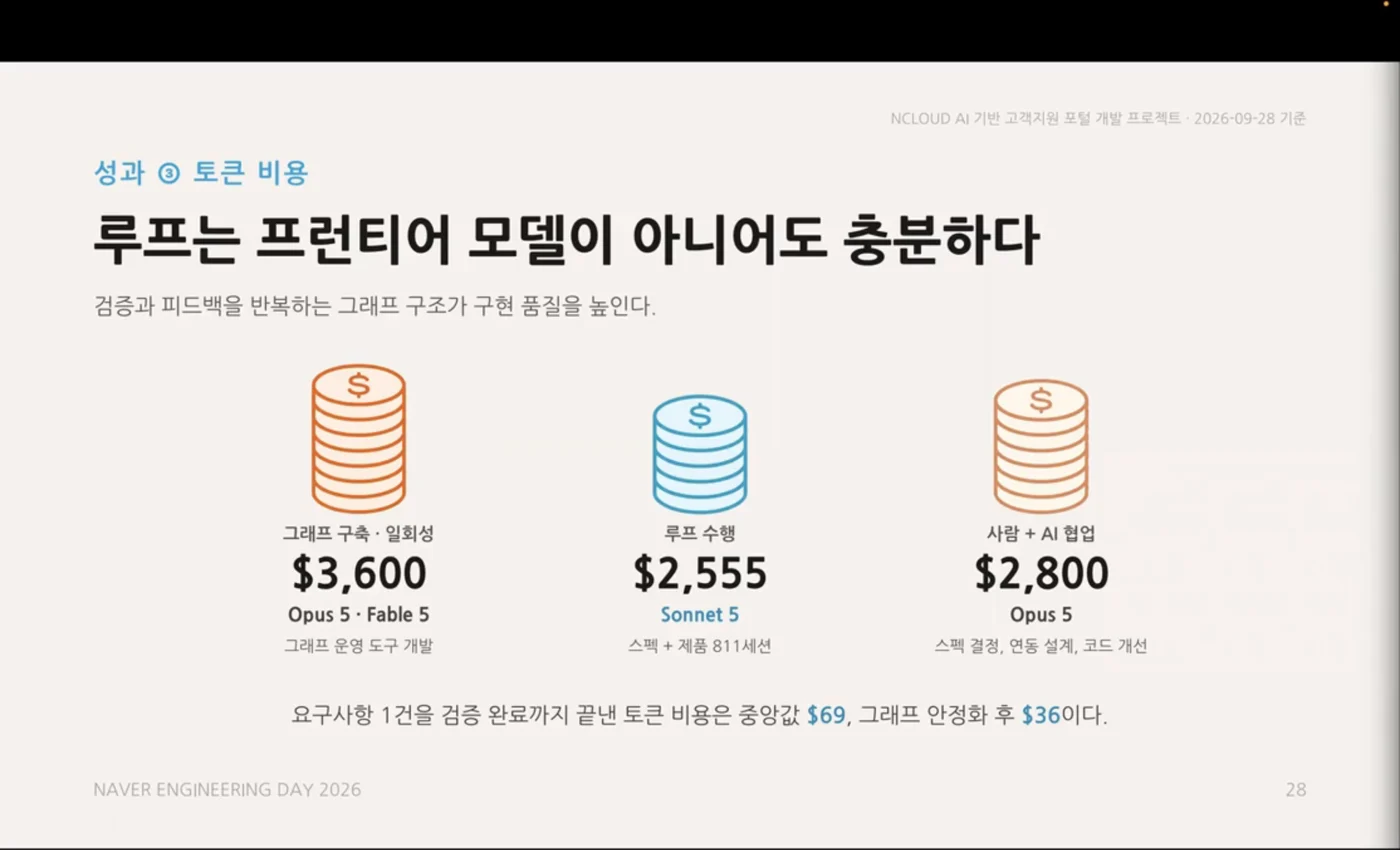 NCLOUD AI 기반 고객지원 포털 개발 프로젝트 · 2026-09-28 기준
성과 ③ 토큰 비용
루프는 프런티어 모델이 아니어도 충분하다
검증과 피드백을 반복하는 그래프 구조가 구현 품질을 높인다.
$ $ $
그래프 구축 · 일회성
$3,600
Opus 5 · Fable 5
그래프 운영 도구 개발
루프 수행
$2,555
Sonnet 5
스펙 + 제품 811세션
사람 + AI 협업
$2,800
Opus 5
스펙 결정, 연동 설계, 코드 개선
요구사항 1건을 검증 완료까지 끝낸 토큰 비용은 중앙값 $69, 그래프 안정화 후 $36이다.
NAVER ENGINEERING DAY 2026
28